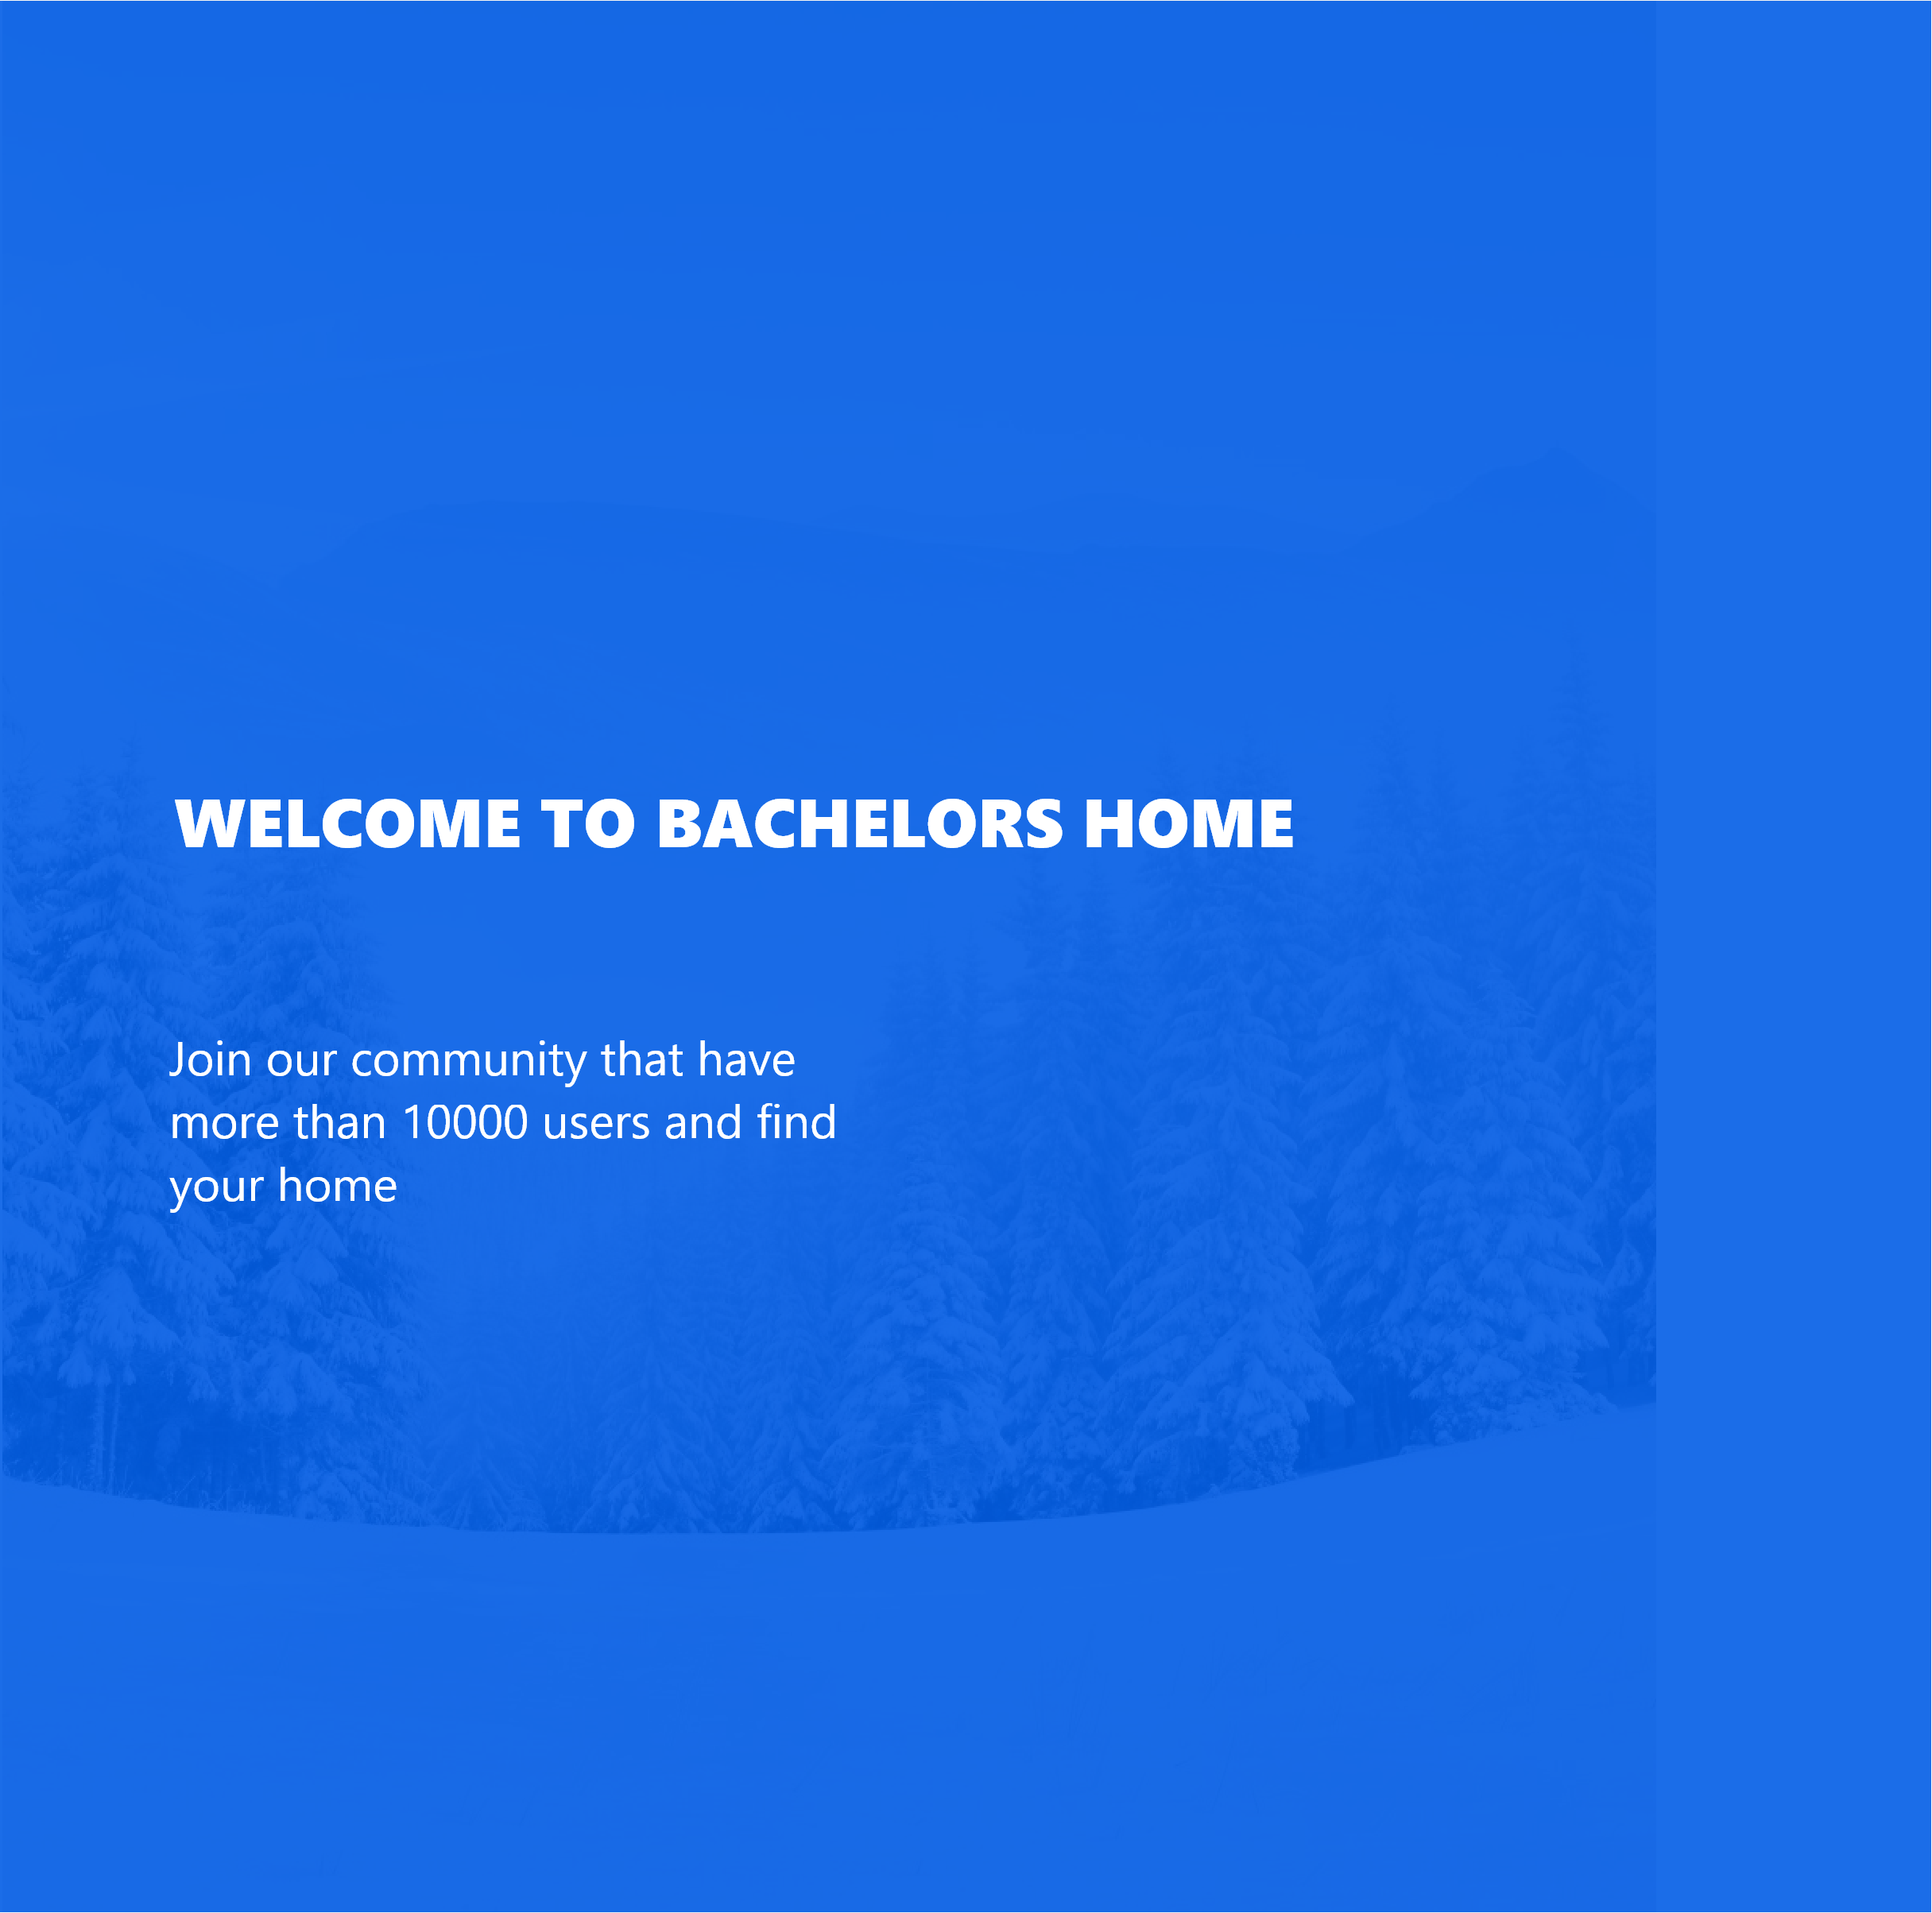 WELCOME TO BACHELORS HOME
Join our community that have
more than 10000 users and find
your home